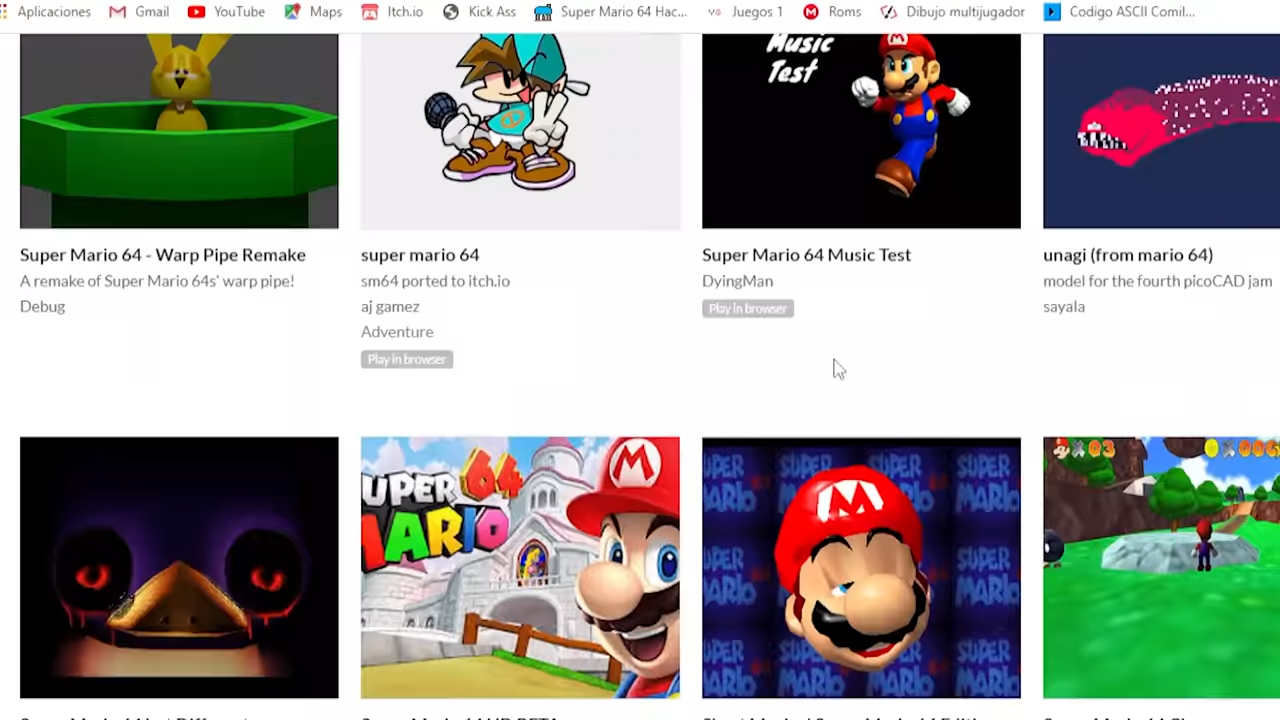 Aplicaciones Gmail YouTube Maps Itch.io Kick Ass Super Mario 64 Hac... vs Juegos 1 Roms Dibujo multijugador Codigo ASCII Comil...
Music
Test
Super Mario 64 - Warp Pipe Remake
A remake of Super Mario 64s' warp pipe!
Debug
super mario 64
sm64 ported to itch.io
aj gamez
Adventure
Play in browser
Super Mario 64 Music Test
DyingMan
Play in browser
unagi (from mario 64)
model for the fourth picoCAD jam
sayala
UPER 64
MARIO